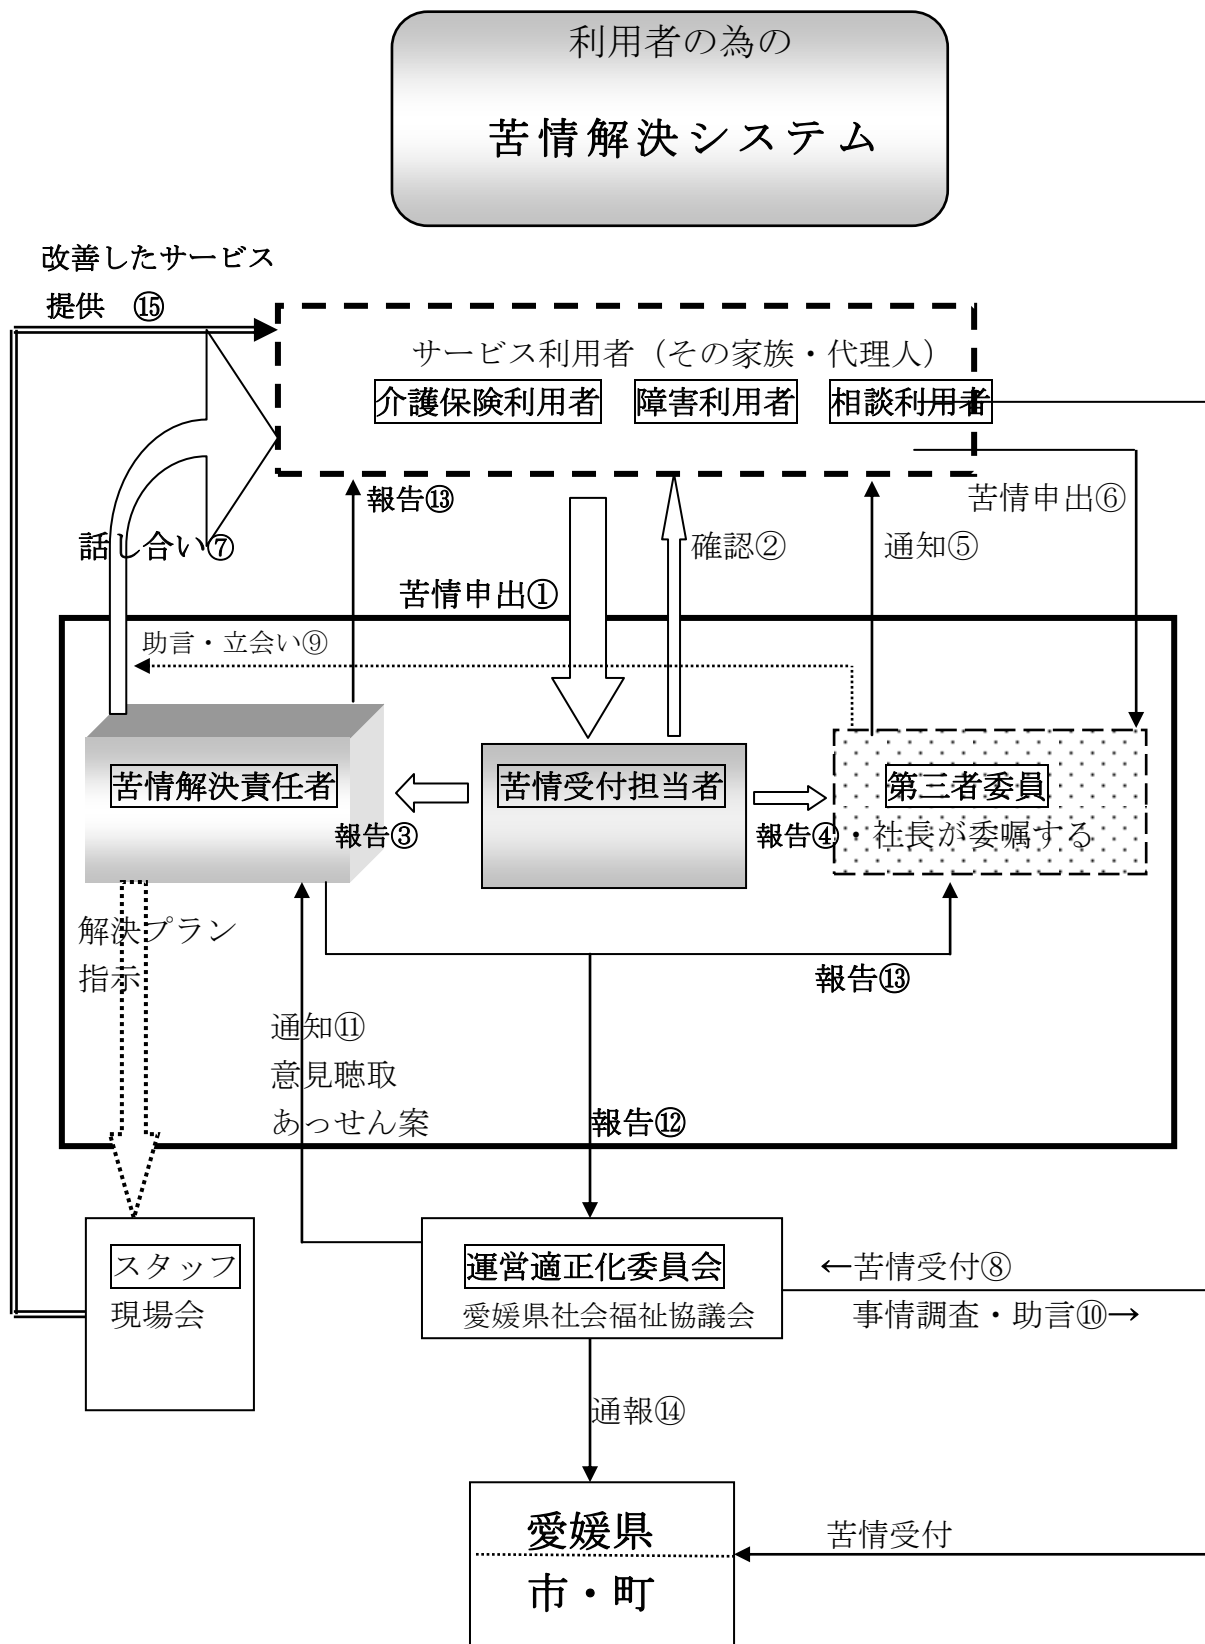 利用者の為の
苦情解決システム
改善したサービス
提供 ⑮
サービス利用者（その家族・代理人）
介護保険利用者 障害利用者 相談利用者
報告⑬
苦情申出⑥
話し合い⑦
確認②
通知⑤
苦情申出①
助言・立会い⑨
苦情解決責任者
苦情受付担当者
第三者委員
報告③
報告④
・社長が委嘱する
解決プラン
指示
報告⑬
通知⑪
意見聴取
あっせん案
報告⑫
スタッフ
現場会
運営適正化委員会
愛媛県社会福祉協議会
←苦情受付⑧
事情調査・助言⑩→
通報⑭
愛媛県
市・町
苦情受付